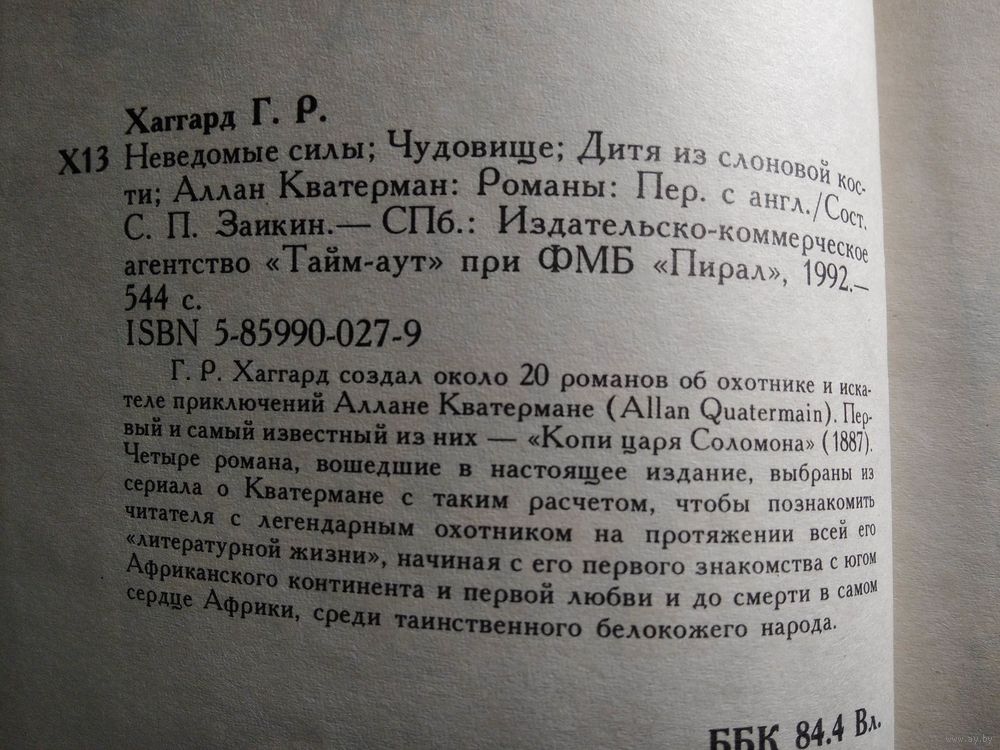 Хаггард Г. Р.
Х13 Неведомые силы; Чудовище; Дитя из слоновой кос-
ти; Аллан Кватерман: Романы: Пер. с англ./Сост.
С. П. Заикин.— СПб.: Издательско-коммерческое
агентство «Тайм-аут» при ФМБ «Пирал», 1992.—
544 с.
ISBN 5-85990-027-9
Г. Р. Хаггард создал около 20 романов об охотнике и иска-
теле приключений Аллане Кватермане (Allan Quatermain). Пер-
вый и самый известный из них — «Копи царя Соломона» (1887).
Четыре романа, вошедшие в настоящее издание, выбраны из
сериала о Кватермане с таким расчетом, чтобы познакомить
читателя с легендарным охотником на протяжении всей его
«литературной жизни», начиная с его первого знакомства с югом
Африканского континента и первой любви и до смерти в самом
сердце Африки, среди таинственного белокожего народа.
ББК 84.4 Вл.
www.ay.by